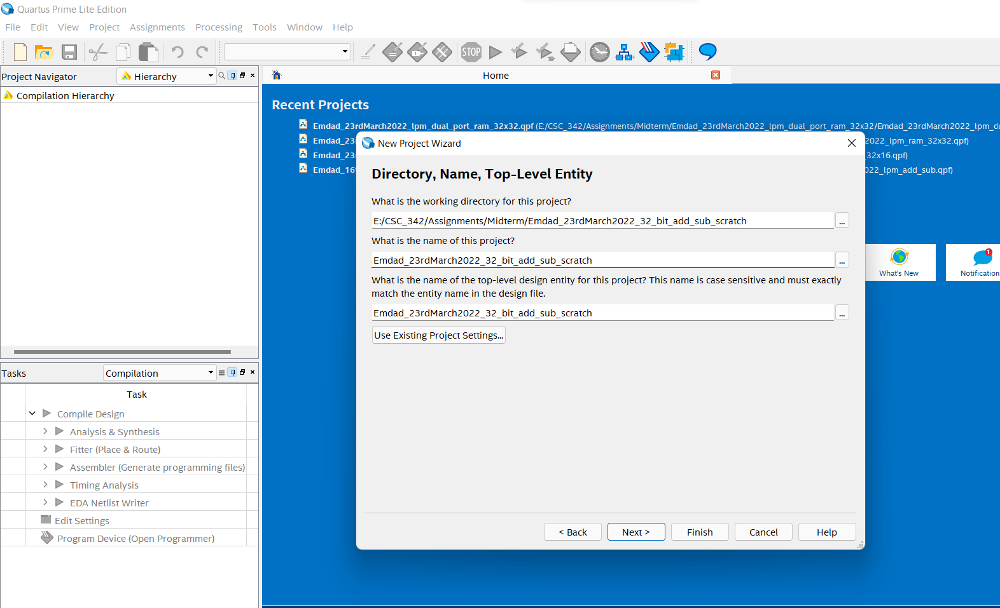 Quartus Prime Lite Edition
File Edit View Project Assignments Processing Tools Window Help
STOP
Project Navigator Hierarchy
Compilation Hierarchy
Home
Recent Projects
Emdad_23rdMarch2022_lpm_dual_port_ram_32x32.qpf (E:/CSC_342/Assignments/Midterm/Emdad_23rdMarch2022_lpm_dual_port_ram_32x32/Emdad_23rdMarch2022_lpm_du
Emdad_23 2022_lpm_ram_32x32.qpf)
Emdad_23 32x16.qpf)
Emdad_16 022_lpm_add_sub.qpf)
New Project Wizard
Directory, Name, Top-Level Entity
What is the working directory for this project?
E:/CSC_342/Assignments/Midterm/Emdad_23rdMarch2022_32_bit_add_sub_scratch
...
What is the name of this project?
Emdad_23rdMarch2022_32_bit_add_sub_scratch
...
What is the name of the top-level design entity for this project? This name is case sensitive and must exactly
match the entity name in the design file.
Emdad_23rdMarch2022_32_bit_add_sub_scratch
...
Use Existing Project Settings...
< Back Next > Finish Cancel Help
What's New
1
Notification
Tasks Compilation
Task
Compile Design
Analysis & Synthesis
Fitter (Place & Route)
Assembler (Generate programming files)
Timing Analysis
EDA Netlist Writer
Edit Settings
Program Device (Open Programmer)